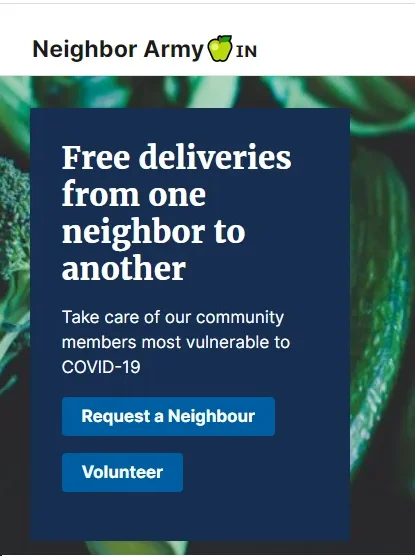 Neighbor Army🍏IN
Free deliveries
from one
neighbor to
another
Take care of our community
members most vulnerable to
COVID-19
Request a Neighbour
Volunteer